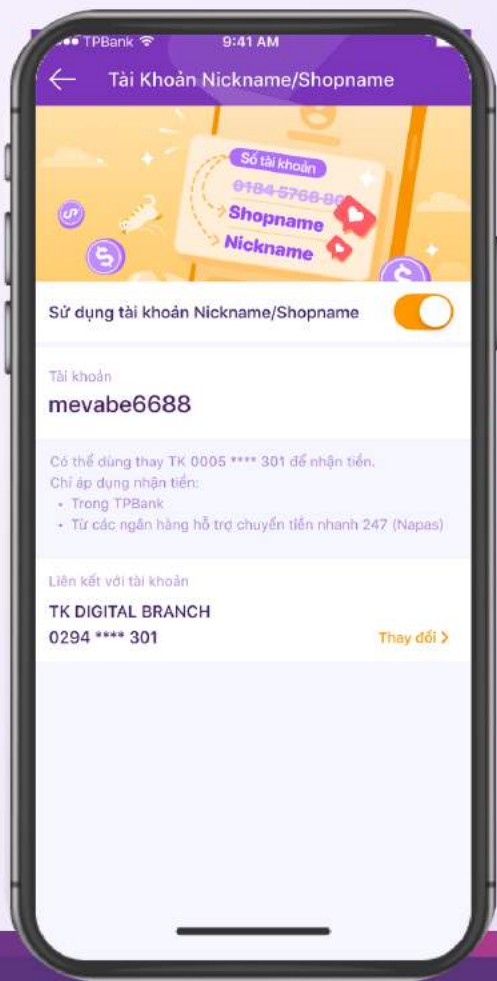 TPBank 9:41 AM
Tài Khoản Nickname/Shopname
Số tài khoản
0184 5768 86
Shopname
Nickname
Sử dụng tài khoản Nickname/Shopname
Tài khoản
mevabe6688
Có thể dùng thay TK 0005 **** 301 để nhận tiền.
Chỉ áp dụng nhận tiền:
• Trong TPBank
• Từ các ngân hàng hỗ trợ chuyển tiền nhanh 247 (Napas)
Liên kết với tài khoản
TK DIGITAL BRANCH
0294 **** 301 Thay đổi >